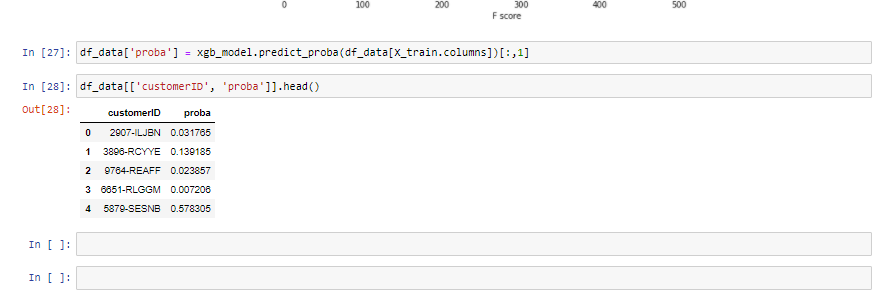 0 100 200 300 400 500
F score
In [27]: df_data['proba'] = xgb_model.predict_proba(df_data[X_train.columns])[:,1]
In [28]: df_data[['customerID', 'proba']].head()
Out[28]:
customerID proba
0 2907-ILJBN 0.031765
1 3896-RCYYE 0.139185
2 9764-REAFF 0.023857
3 6651-RLGGM 0.007206
4 5879-SESNB 0.578305
In [ ]:
In [ ]: